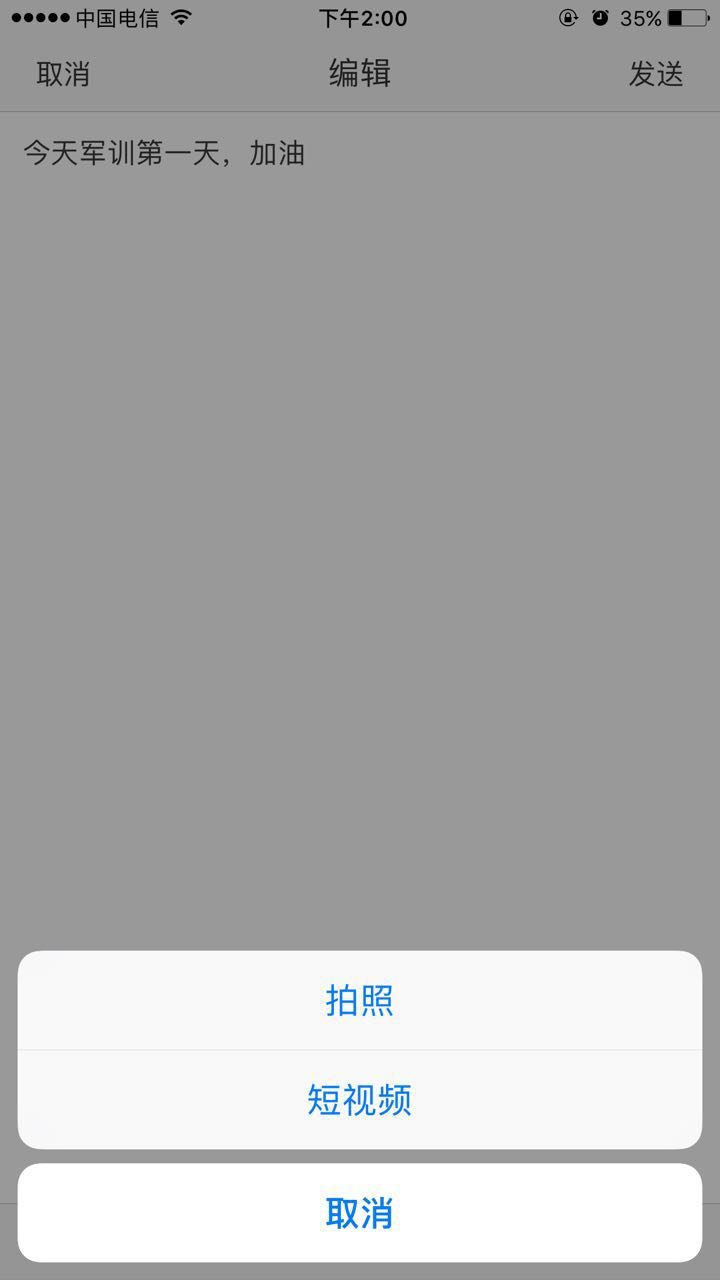 中国电信 下午2:00 35%
取消 编辑 发送
今天军训第一天，加油
拍照
短视频
取消